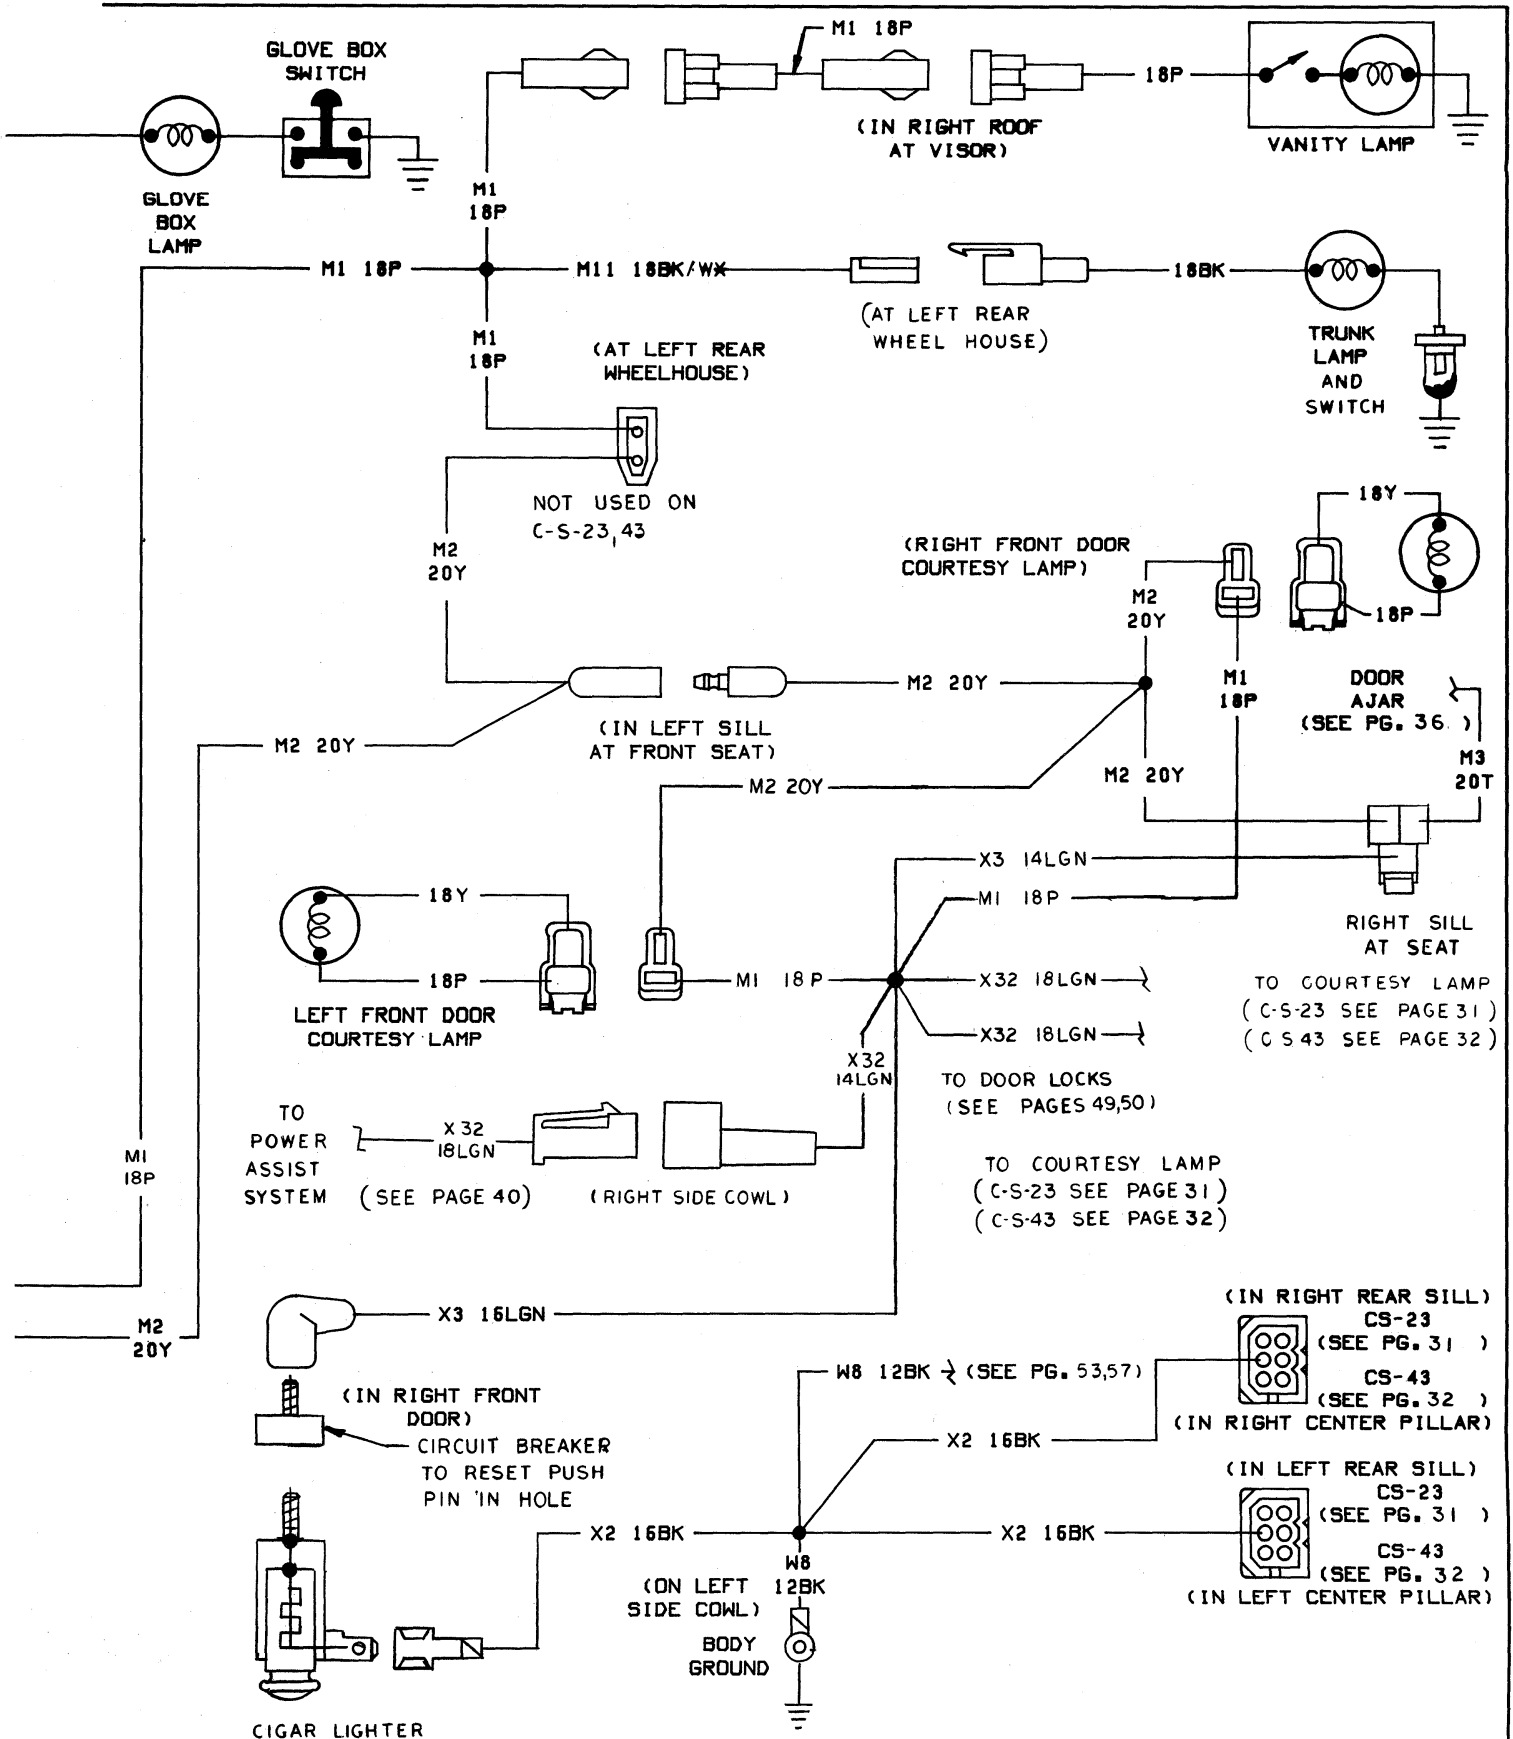 M1 18P
GLOVE BOX
SWITCH
18P
(IN RIGHT ROOF
AT VISOR)
VANITY LAMP
GLOVE
BOX
LAMP
M1
18P
M1 18P
M11 18BK/WX
18BK
(AT LEFT REAR
WHEEL HOUSE)
M1
18P
(AT LEFT REAR
WHEELHOUSE)
TRUNK
LAMP
AND
SWITCH
NOT USED ON
C-S-23,43
18Y
M2
20Y
(RIGHT FRONT DOOR
COURTESY LAMP)
M2
20Y
18P
M2 20Y
M1
18P
DOOR
AJAR
(SEE PG. 36 )
(IN LEFT SILL
AT FRONT SEAT)
M2 20Y
M3
20T
M2 20Y
M2 20Y
X3 14LGN
M1 18P
18Y
RIGHT SILL
AT SEAT
18P
M1 18P
X32 18LGN
TO COURTESY LAMP
(C-S-23 SEE PAGE 31)
(C S 43 SEE PAGE 32)
LEFT FRONT DOOR
COURTESY LAMP
X32 18LGN
X32
14LGN
TO DOOR LOCKS
(SEE PAGES 49,50)
TO
POWER
ASSIST
SYSTEM
X 32
18LGN
(SEE PAGE 40)
(RIGHT SIDE COWL)
M1
18P
TO COURTESY LAMP
(C-S-23 SEE PAGE 31)
(C-S-43 SEE PAGE 32)
X3 16LGN
M2
20Y
(IN RIGHT REAR SILL)
CS-23
(SEE PG. 31 )
CS-43
(SEE PG. 32 )
(IN RIGHT CENTER PILLAR)
W8 12BK
(SEE PG. 53,57)
(IN RIGHT FRONT
DOOR)
CIRCUIT BREAKER
TO RESET PUSH
PIN 'IN HOLE
X2 16BK
(IN LEFT REAR SILL)
CS-23
(SEE PG. 31 )
CS-43
(SEE PG. 32 )
(IN LEFT CENTER PILLAR)
X2 16BK
X2 16BK
W8
12BK
(ON LEFT
SIDE COWL)
BODY
GROUND
CIGAR LIGHTER